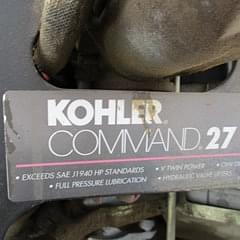 KOHLER
COMMAND. 27
• EXCEEDS SAE J1940 HP STANDARDS • V TWIN POWER •
• FULL PRESSURE LUBRICATION • HYDRAULIC VALVE LIFTERS